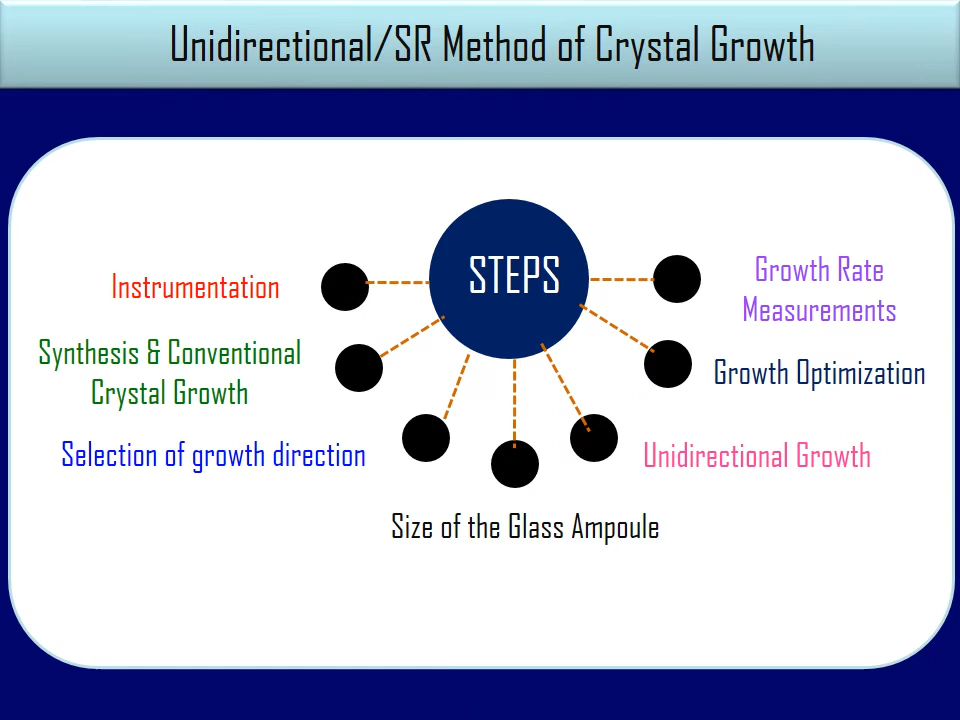 Unidirectional/SR Method of Crystal Growth
STEPS
Instrumentation
Synthesis & Conventional
Crystal Growth
Selection of growth direction
Size of the Glass Ampoule
Unidirectional Growth
Growth Optimization
Growth Rate
Measurements